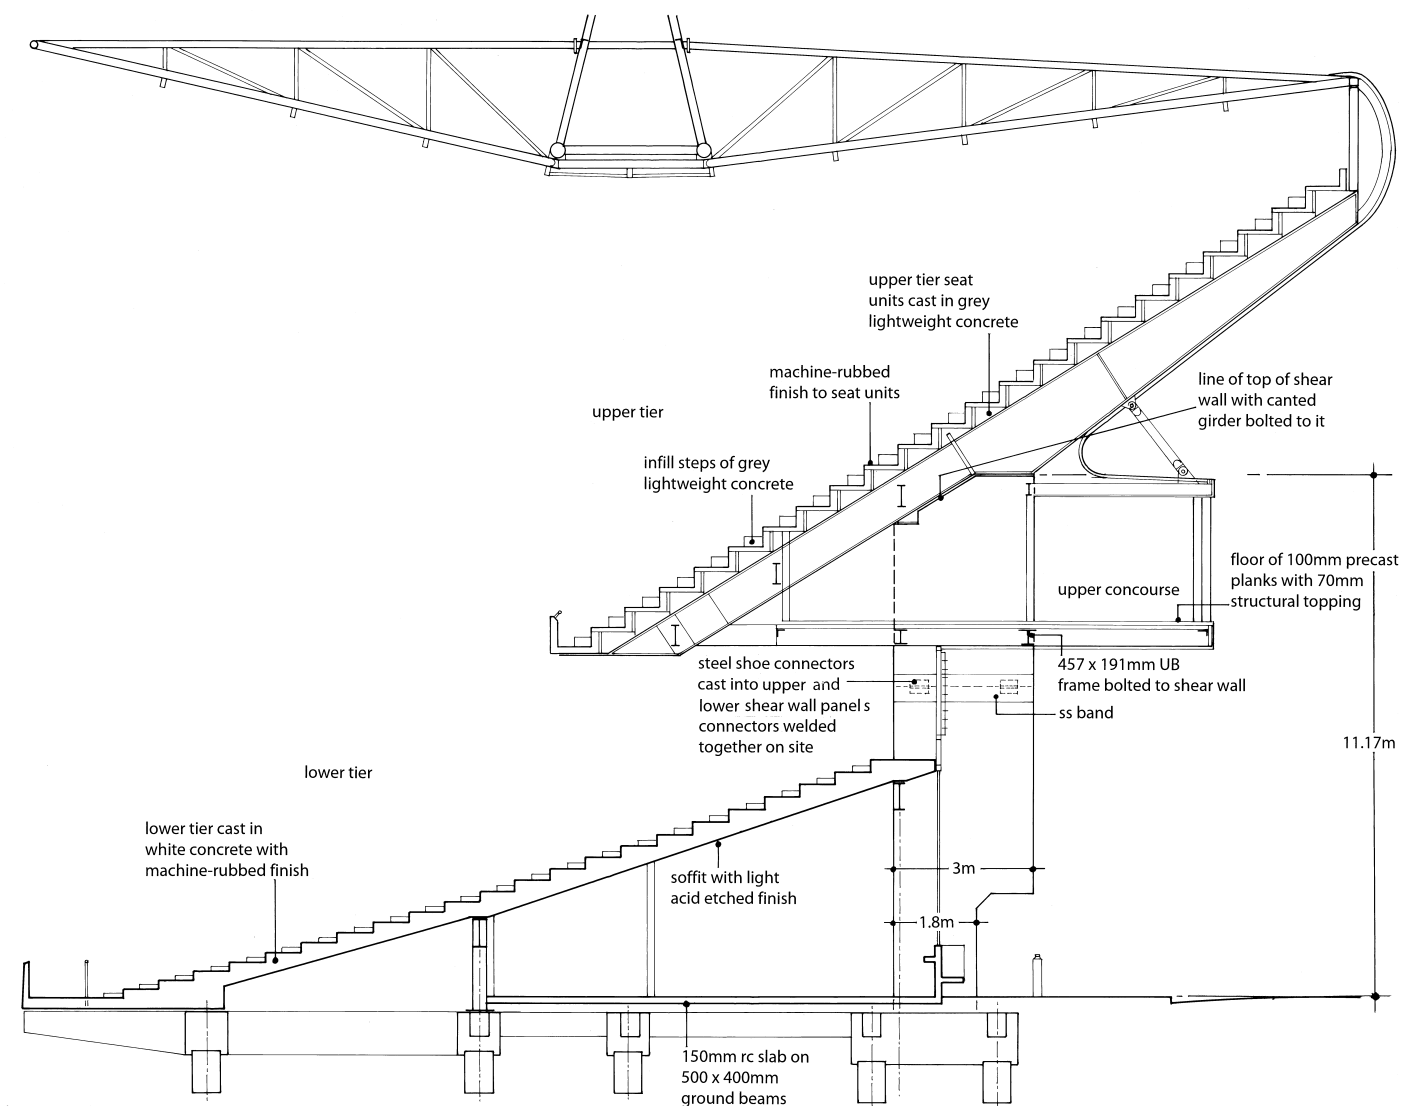 upper tier seat
units cast in grey
lightweight concrete
machine-rubbed
finish to seat units
line of top of shear
wall with canted
girder bolted to it
upper tier
infill steps of grey
lightweight concrete
floor of 100mm precast
planks with 70mm
structural topping
upper concourse
steel shoe connectors
cast into upper and
lower shear wall panels
connectors welded
together on site
457 x 191mm UB
frame bolted to shear wall
ss band
11.17m
lower tier
lower tier cast in
white concrete with
machine-rubbed finish
soffit with light
acid etched finish
3m
1.8m
150mm rc slab on
500 x 400mm
ground beams